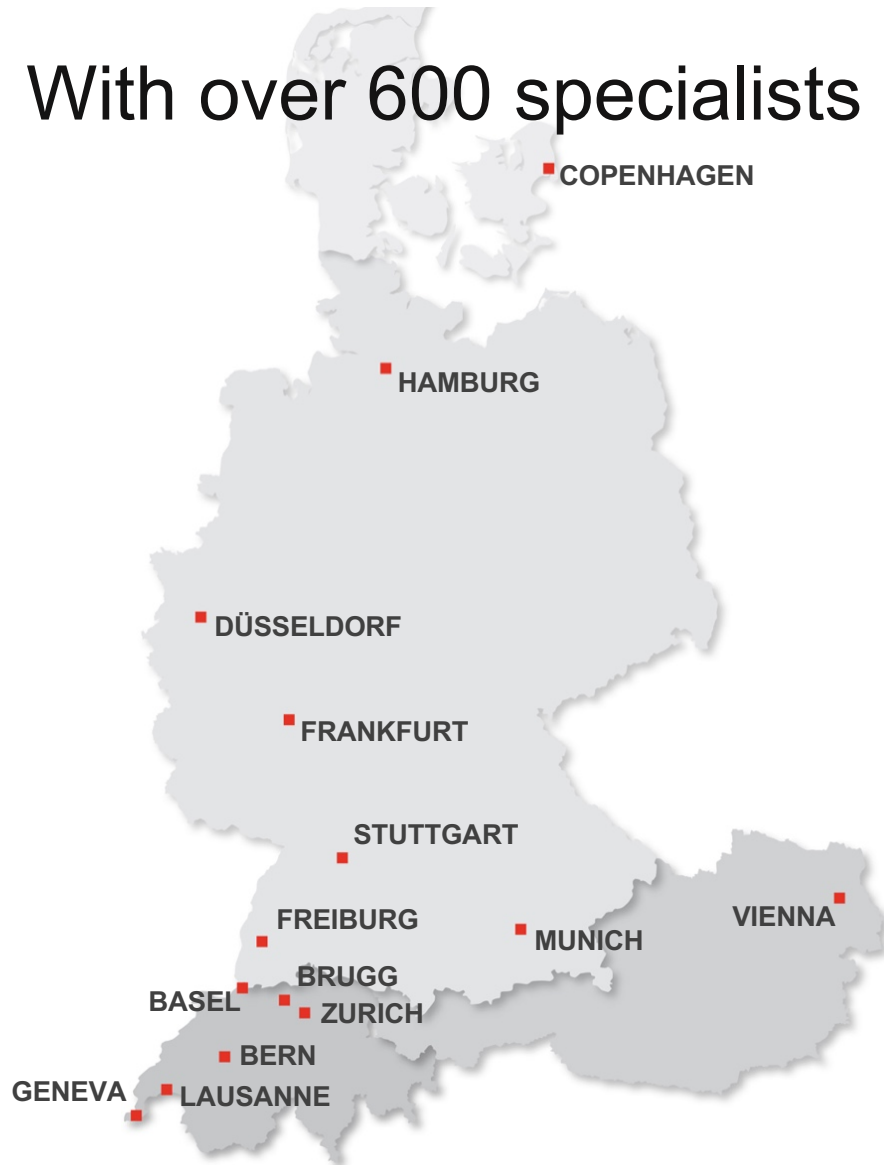 With over 600 specialists
COPENHAGEN
HAMBURG
DÜSSELDORF
FRANKFURT
STUTTGART
FREIBURG
MUNICH
VIENNA
BRUGG
BASEL
ZURICH
BERN
GENEVA
LAUSANNE